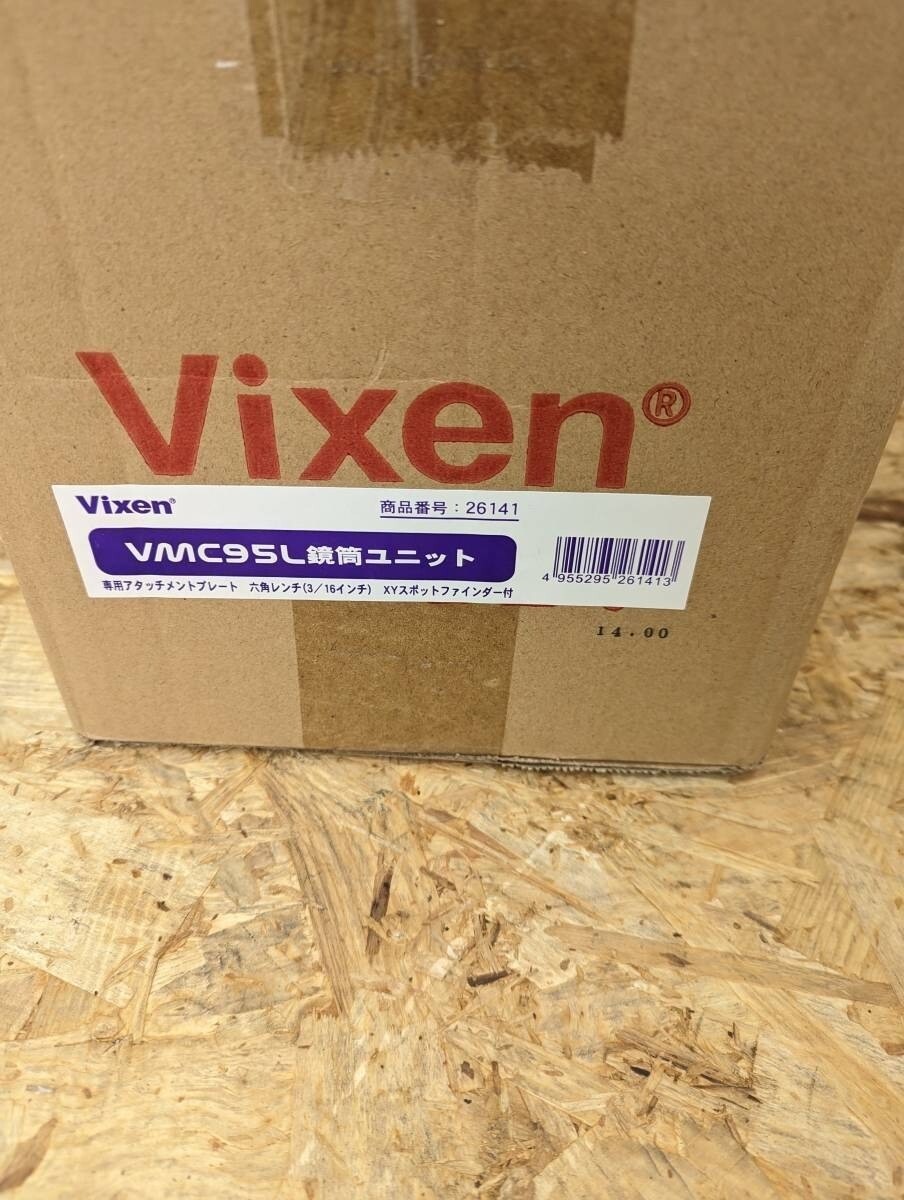 Vixen®
Vixen®
商品番号：26141
VMC95L鏡筒ユニット
専用アタッチメントプレート 六角レンチ(3／16インチ) XYスポットファインダー付
4 955295 261413
14.00